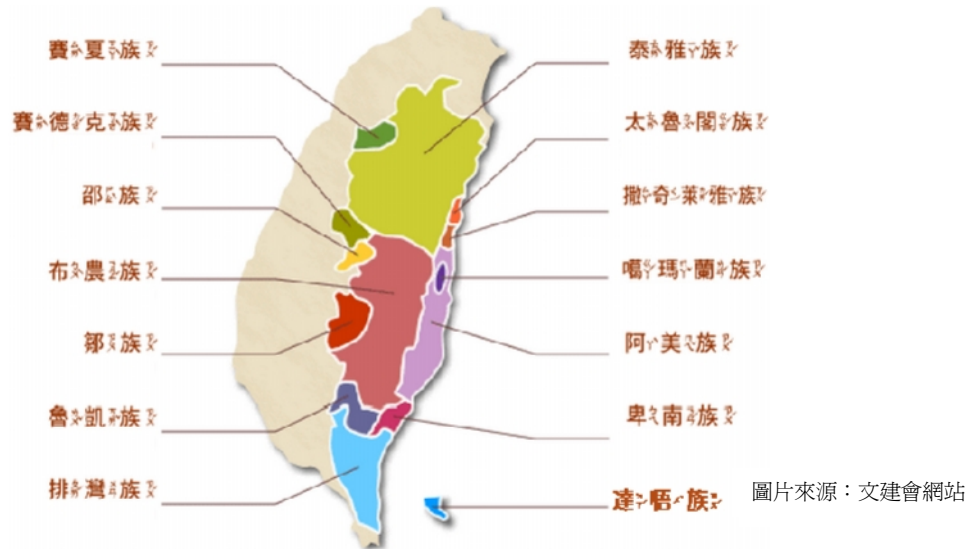 賽夏族
賽德克族
邵族
布農族
鄒族
魯凱族
排灣族
泰雅族
太魯閣族
撒奇萊雅族
噶瑪蘭族
阿美族
卑南族
達悟族
圖片來源：文建會網站